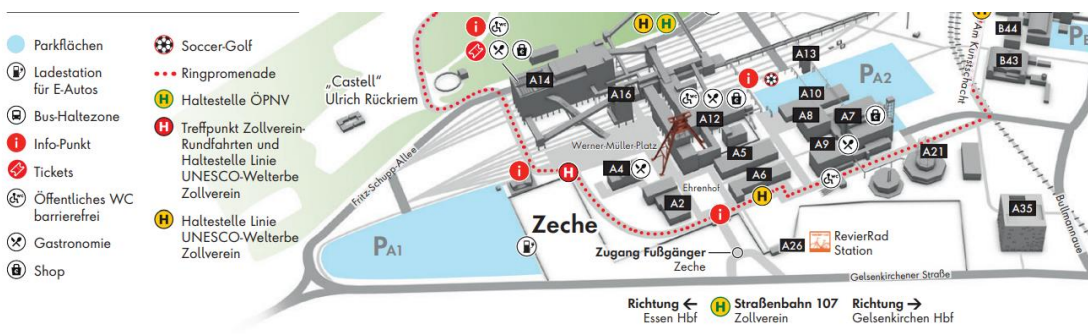 Parkflächen
Ladestation
für E-Autos
Bus-Haltezone
i
Info-Punkt
Tickets
WC
Öffentliches WC
barrierefrei
Gastronomie
Shop
Soccer-Golf
Ringpromenade
H
Haltestelle ÖPNV
H
Treffpunkt Zollverein-
Rundfahrten und
Haltestelle Linie
UNESCO-Welterbe
Zollverein
H
Haltestelle Linie
UNESCO-Welterbe
Zollverein
„Castell“
Ulrich Rückriem
Fritz-Schupp-Allee
i
WC
H
H
A14
A16
Werner-Müller-Platz
WC
A12
i
A13
PA2
A10
A8
A7
A5
A9
A6
A4
A2
Ehrenhof
i
H
H
i
WC
A21
H
Am Kunstschacht
B44
B43
A35
Bullmannaue
PA1
Zeche
Zugang Fußgänger
Zeche
A26
RevierRad
Station
Gelsenkirchener Straße
Richtung ←
Essen Hbf
H
Straßenbahn 107
Zollverein
Richtung →
Gelsenkirchen Hbf